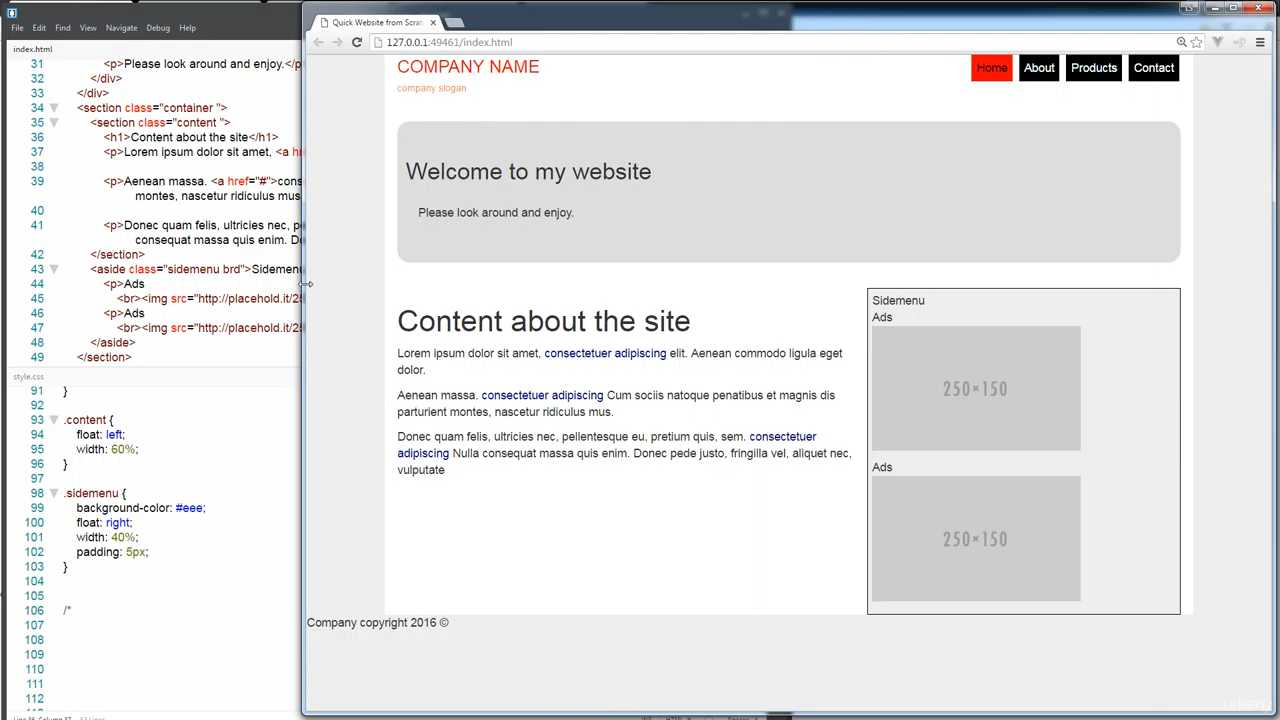 Quick Website from Scrat
File Edit Find View Navigate Debug Help
127.0.0.1:49461/index.html
index.html
31 <p>Please look around and enjoy.</p
32 </div>
33 </div>
34 <section class="container ">
35 <section class="content ">
36 <h1>Content about the site</h1>
37 <p>Lorem ipsum dolor sit amet, <a h
38
39 <p>Aenean massa. <a href="#">cons
montes, nascetur ridiculus mus
40
41 <p>Donec quam felis, ultricies nec, p
consequat massa quis enim. D
42 </section>
43 <aside class="sidemenu brd">Sidemenu
44 <p>Ads
45 <br><img src="http://placehold.it/2
46 <p>Ads
47 <br><img src="http://placehold.it/2
48 </aside>
49 </section>
style.css
91 }
92
93 .content {
94 float: left;
95 width: 60%;
96 }
97
98 .sidemenu {
99 background-color: #eee;
100 float: right;
101 width: 40%;
102 padding: 5px;
103 }
104
105
106 /*
107
108
109
110
111
112
COMPANY NAME
company slogan
Home About Products Contact
Welcome to my website
Please look around and enjoy.
Content about the site
Lorem ipsum dolor sit amet, consectetuer adipiscing elit. Aenean commodo ligula eget
dolor.
Aenean massa. consectetuer adipiscing Cum sociis natoque penatibus et magnis dis
parturient montes, nascetur ridiculus mus.
Donec quam felis, ultricies nec, pellentesque eu, pretium quis, sem. consectetuer
adipiscing Nulla consequat massa quis enim. Donec pede justo, fringilla vel, aliquet nec,
vulputate
Sidemenu
Ads
250×150
Ads
250×150
Company copyright 2016 ©
udemy